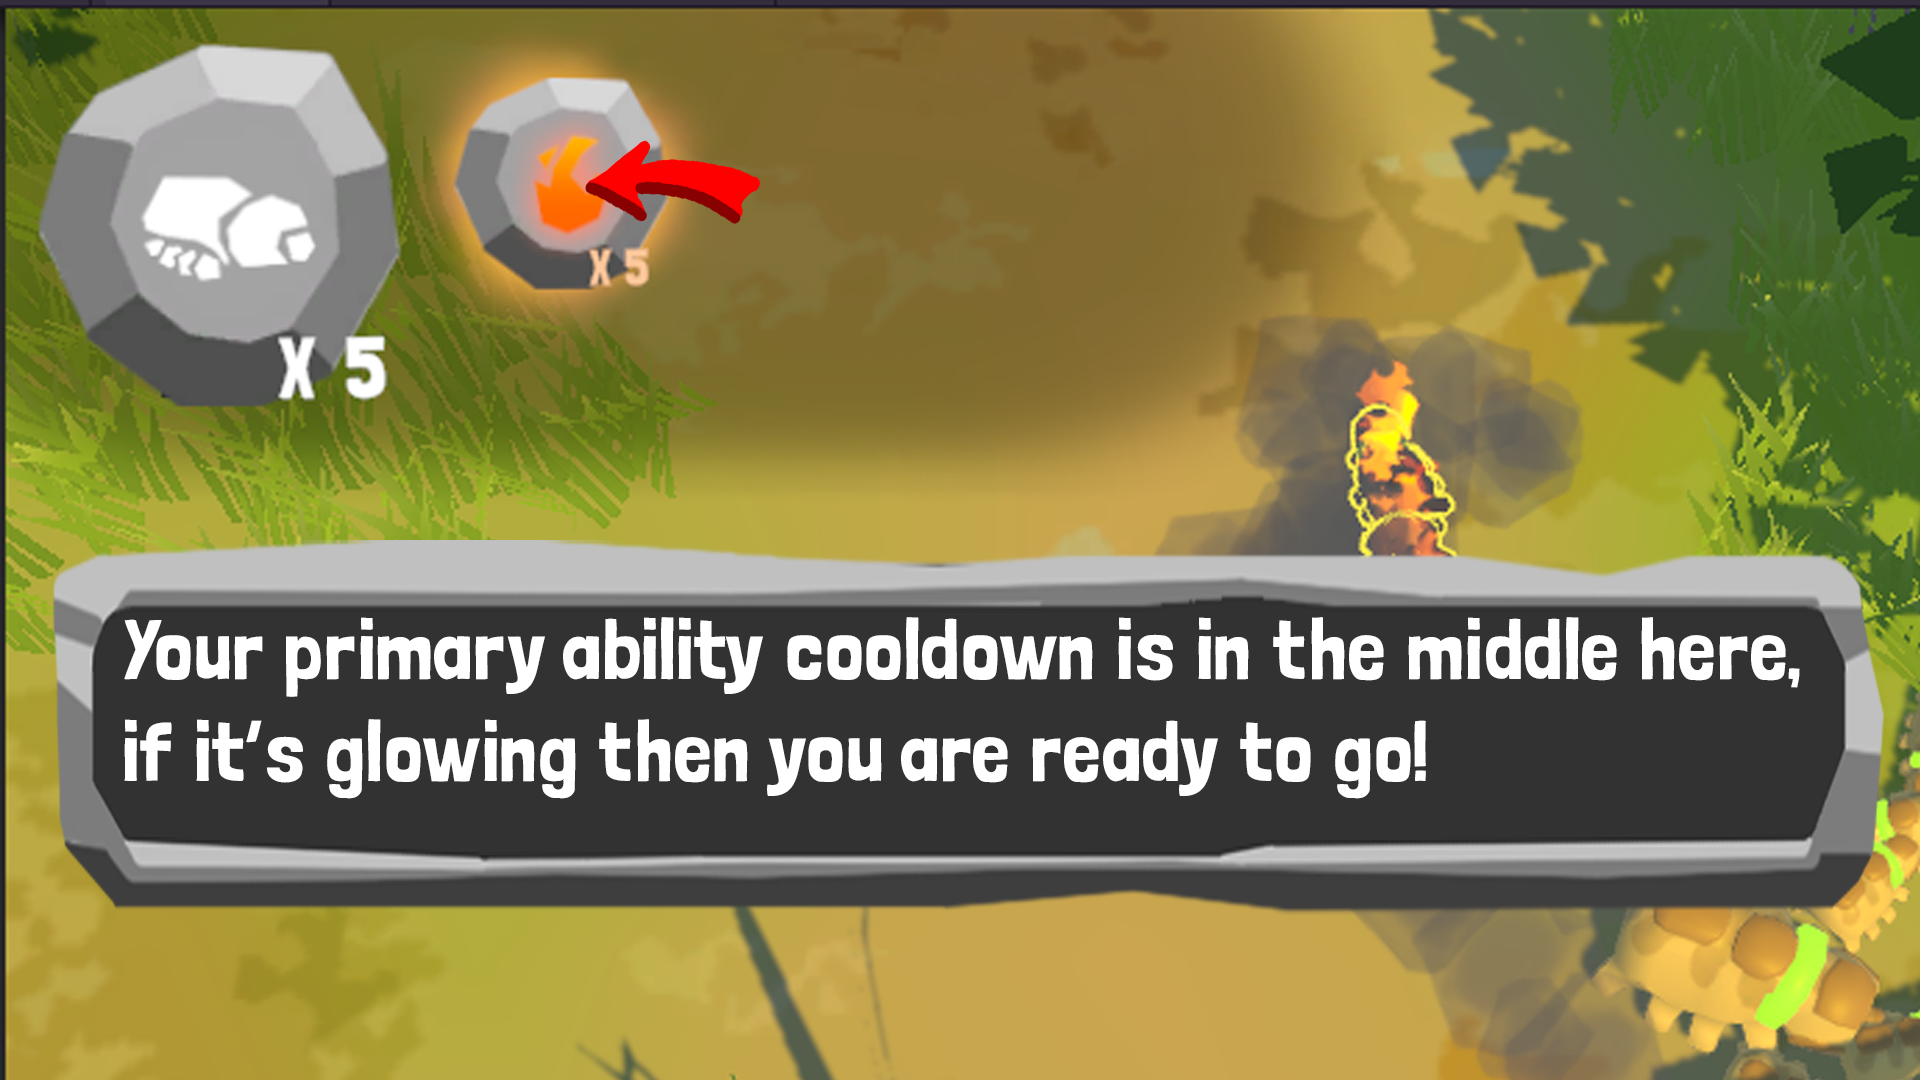 X 5
X 5
Your primary ability cooldown is in the middle here,
if it's glowing then you are ready to go!